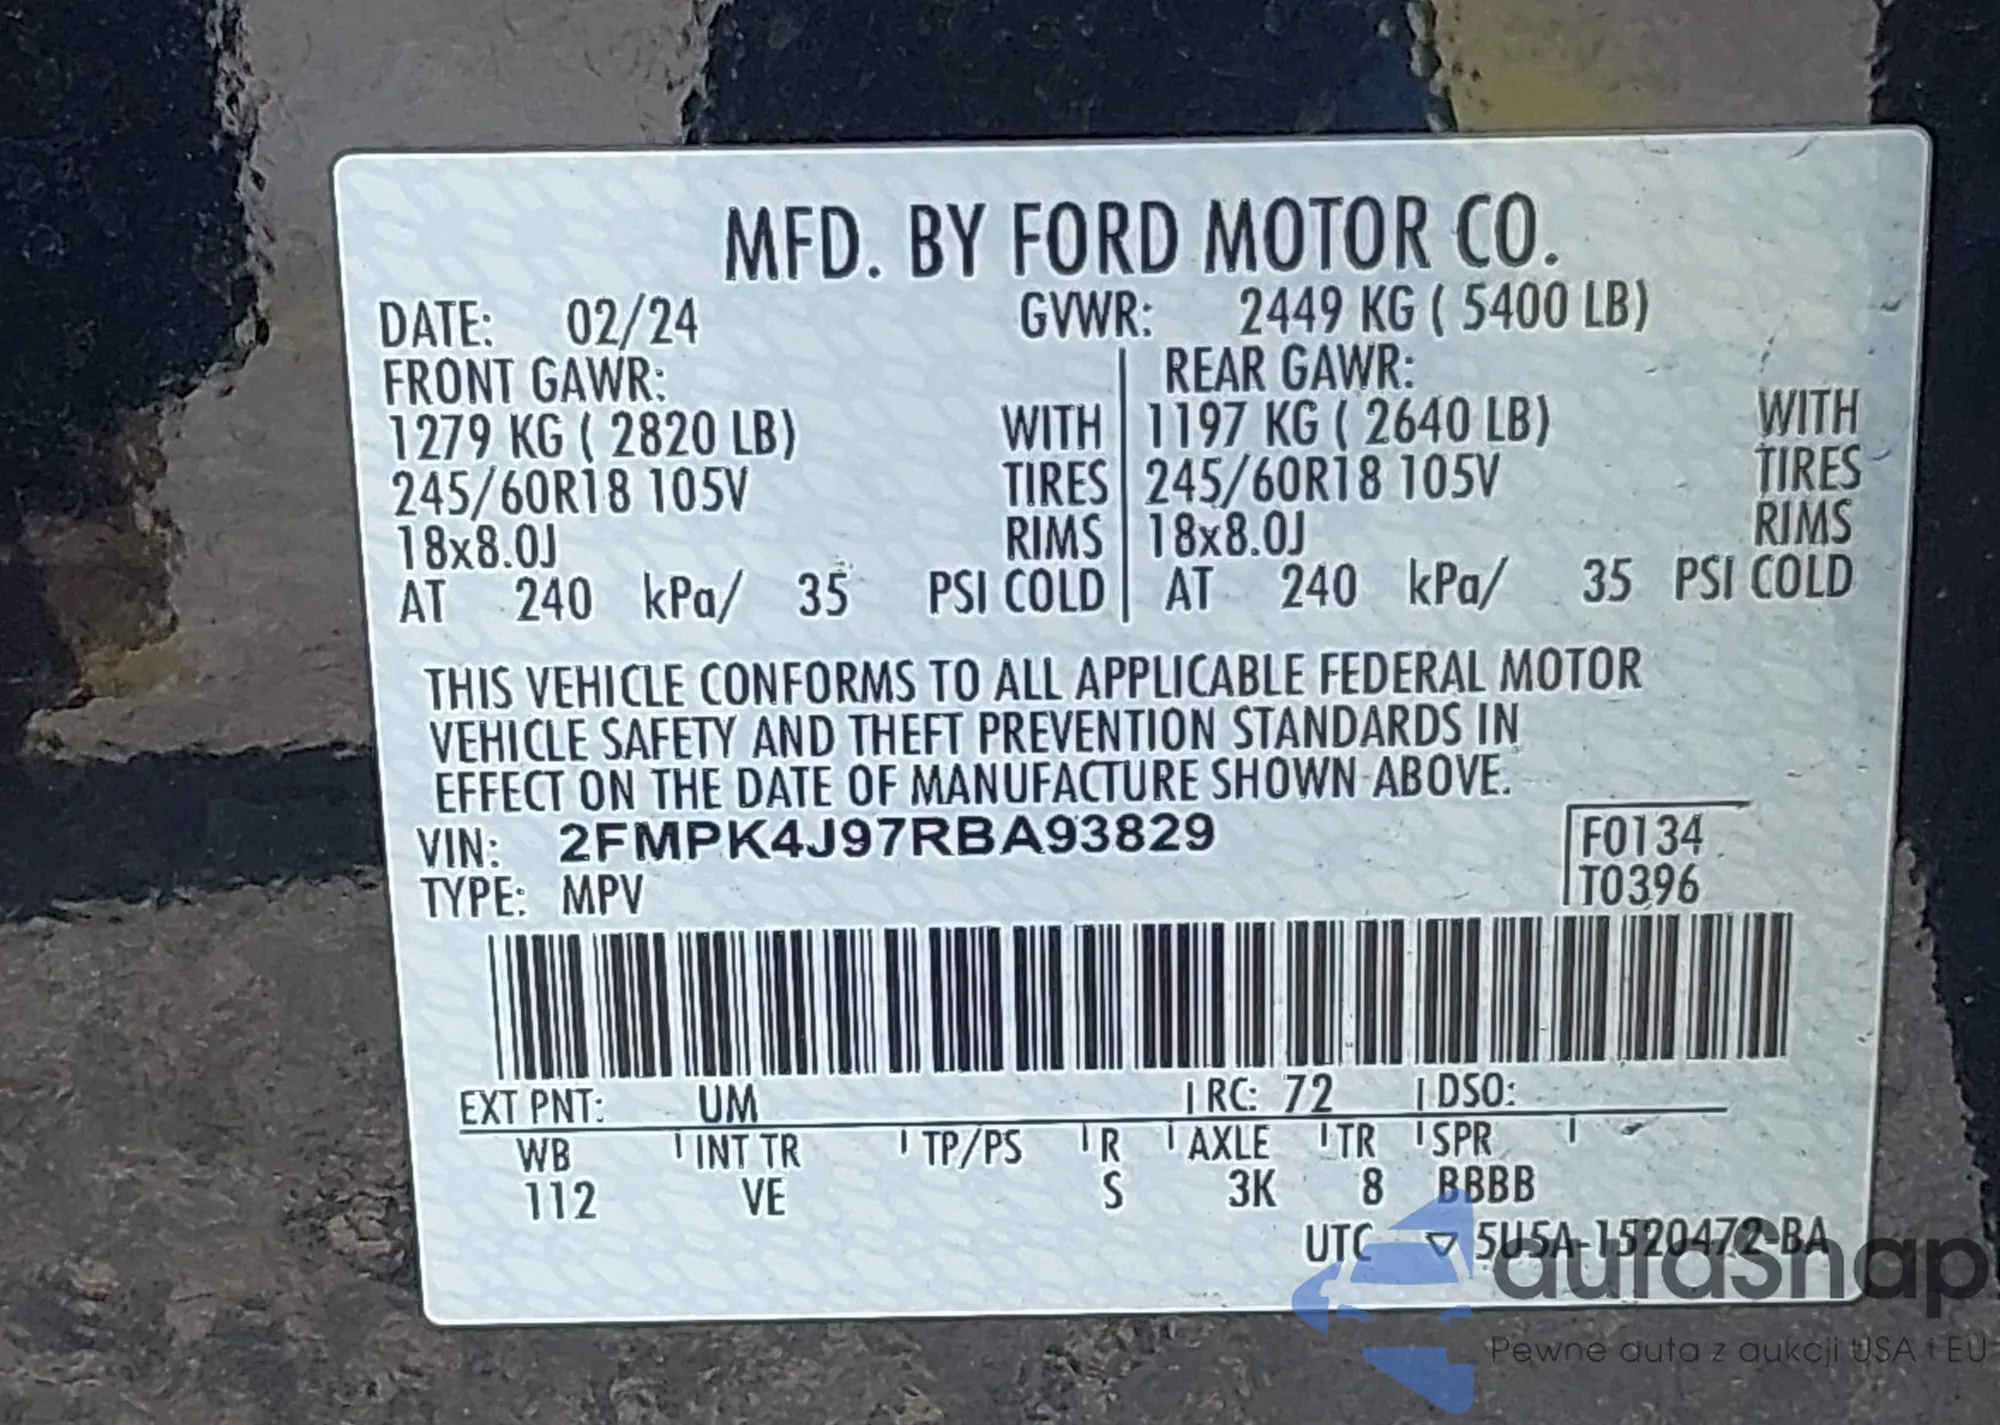 MFD. BY FORD MOTOR CO.
DATE: 02/24 GVWR: 2449 KG ( 5400 LB)
FRONT GAWR: REAR GAWR:
1279 KG ( 2820 LB) WITH 1197 KG ( 2640 LB) WITH
245/60R18 105V TIRES 245/60R18 105V TIRES
18x8.0J RIMS 18x8.0J RIMS
AT 240 kPa/ 35 PSI COLD AT 240 kPa/ 35 PSI COLD
THIS VEHICLE CONFORMS TO ALL APPLICABLE FEDERAL MOTOR
VEHICLE SAFETY AND THEFT PREVENTION STANDARDS IN
EFFECT ON THE DATE OF MANUFACTURE SHOWN ABOVE.
VIN: 2FMPK4J97RBA93829 F0134
TYPE: MPV T0396
EXT PNT: UM RC: 72 DSO:
WB INT TR TP/PS R AXLE TR SPR
112 VE S 3K 8 BBBB
UTC ▽ 5U5A-1520472-BA
autaSnap
Pewne auta z aukcji USA i EU